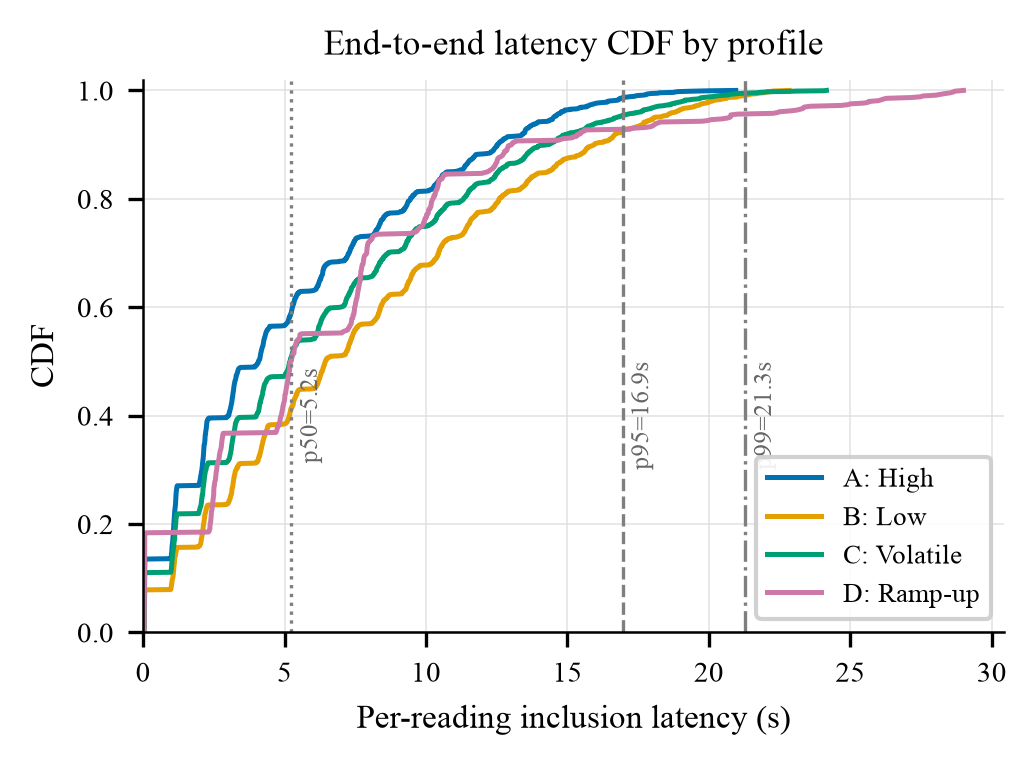 End-to-end latency CDF by profile
CDF
1.0
0.8
0.6
0.4
0.2
0.0
p50=5.2s
p95=16.9s
99=21.3s
A: High
B: Low
C: Volatile
D: Ramp-up
0
5
10
15
20
25
30
Per-reading inclusion latency (s)